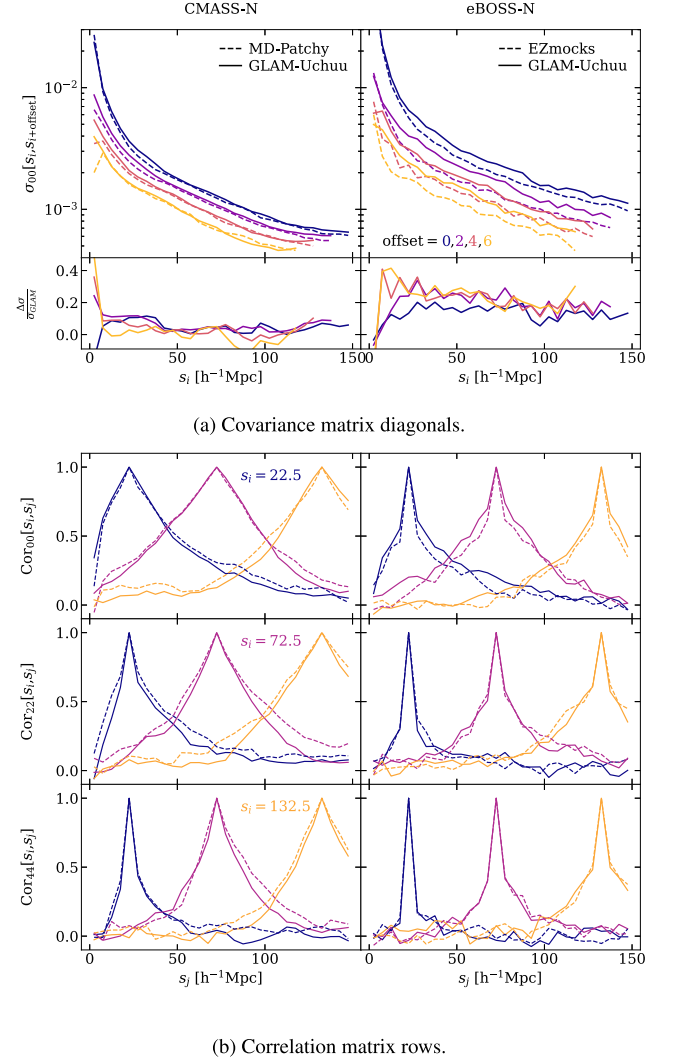 CMASS-N eBOSS-N
MD-Patchy
GLAM-Uchuu
EZmocks
GLAM-Uchuu
σ₀₀[sᵢ,sᵢ₊offset]
10⁻²
10⁻³
offset = 0,2,4,6
Δσ/σGLAM
0.4
0.2
0.0
0 50 100 150 0 50 100 150
sᵢ [h⁻¹Mpc] sᵢ [h⁻¹Mpc]
(a) Covariance matrix diagonals.
Cor₀₀[sᵢ,sⱼ]
1.0
0.5
0.0
sᵢ = 22.5
Cor₂₂[sᵢ,sⱼ]
1.0
0.5
0.0
sᵢ = 72.5
Cor₄₄[sᵢ,sⱼ]
1.0
0.5
0.0
sᵢ = 132.5
0 50 100 150 0 50 100 150
sⱼ [h⁻¹Mpc] sⱼ [h⁻¹Mpc]
(b) Correlation matrix rows.